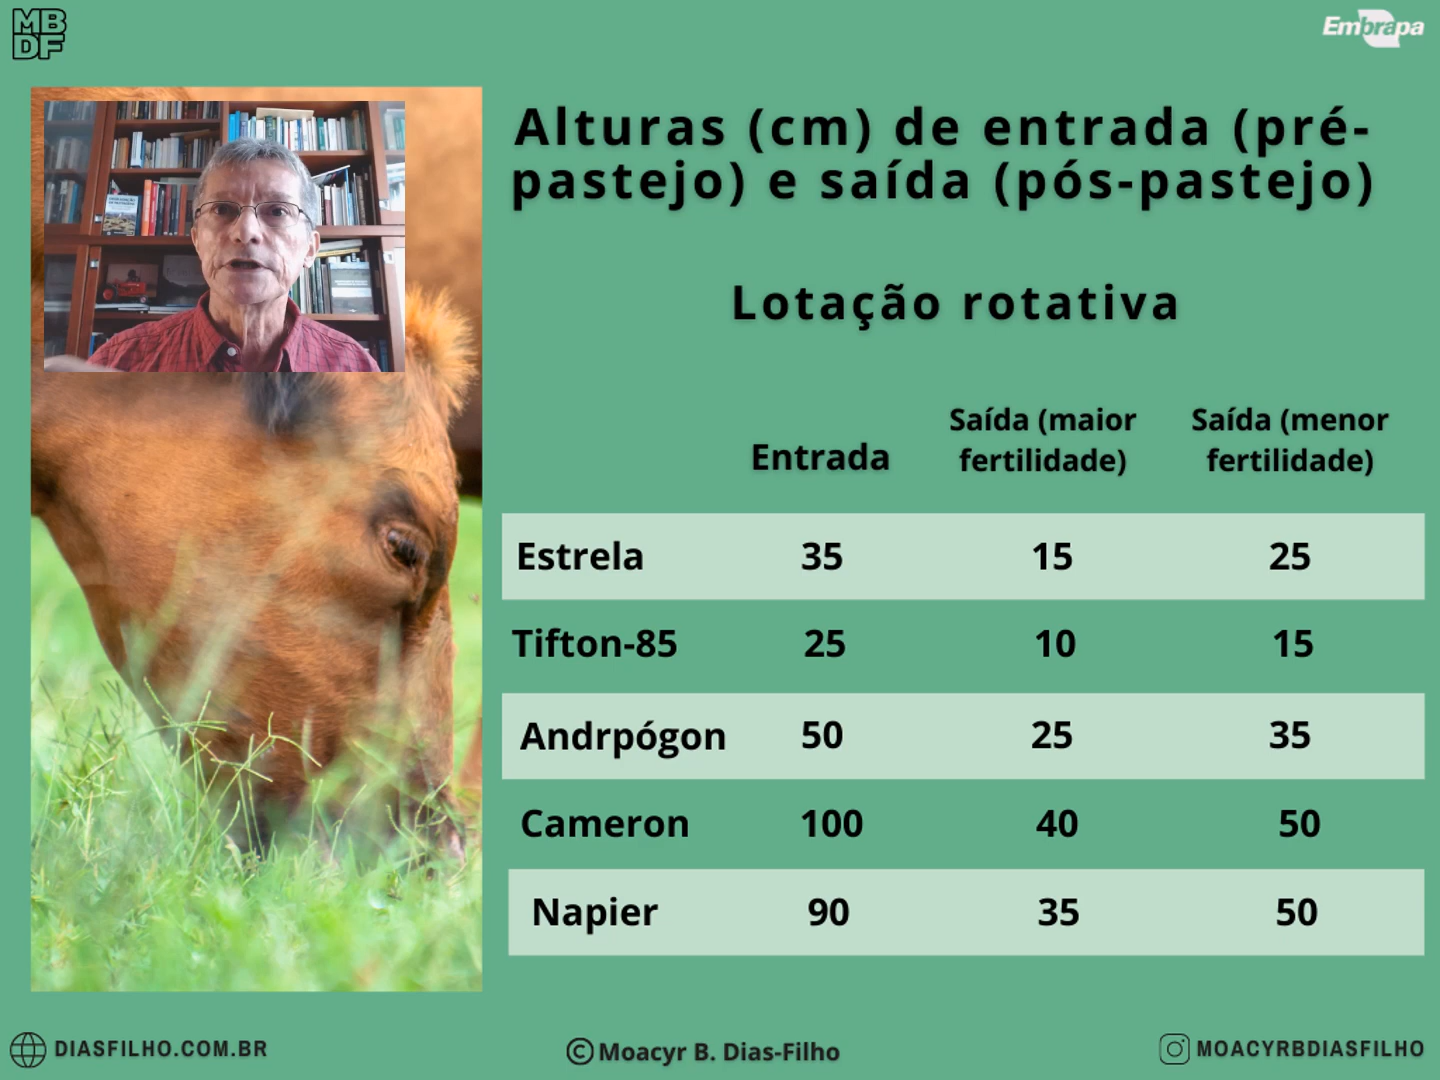 MB
DF
Embrapa
Alturas (cm) de entrada (pré-
pastejo) e saída (pós-pastejo)
Lotação rotativa
Entrada Saída (maior fertilidade) Saída (menor fertilidade)
Estrela 35 15 25
Tifton-85 25 10 15
Andrpógon 50 25 35
Cameron 100 40 50
Napier 90 35 50
DIASFILHO.COM.BR
© Moacyr B. Dias-Filho
MOACYRBDIASFILHO